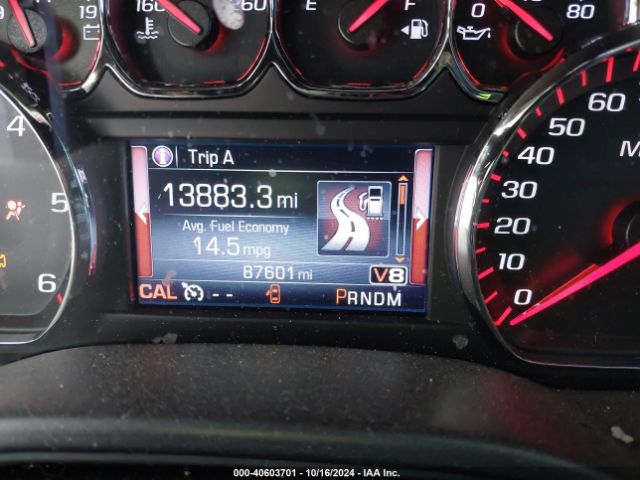 19
19
160
60
E
F
0
80
4
5
6
Trip A
13883.3 mi
Avg. Fuel Economy
14.5 mpg
87601 mi
V8
CAL
- -
PRNDM
60
50
40
30
20
10
0
M
000-40603701 - 10/16/2024 - IAA Inc.